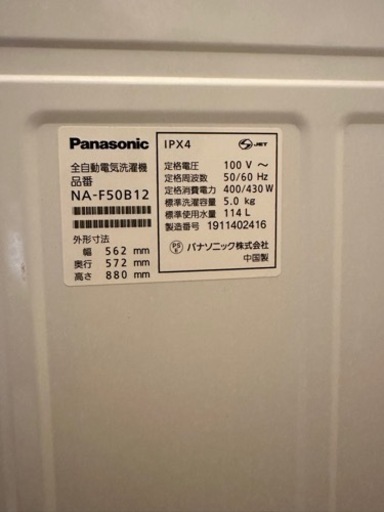 Panasonic
全自動電気洗濯機
品番
NA-F50B12
外形寸法
幅 562 mm
奥行 572 mm
高さ 880 mm
IPX4
JET
定格電圧 100 V ～
定格周波数 50/60 Hz
定格消費電力 400/430 W
標準洗濯容量 5.0 kg
標準使用水量 114 L
製造番号 1911402416
PS
E
パナソニック株式会社
中国製